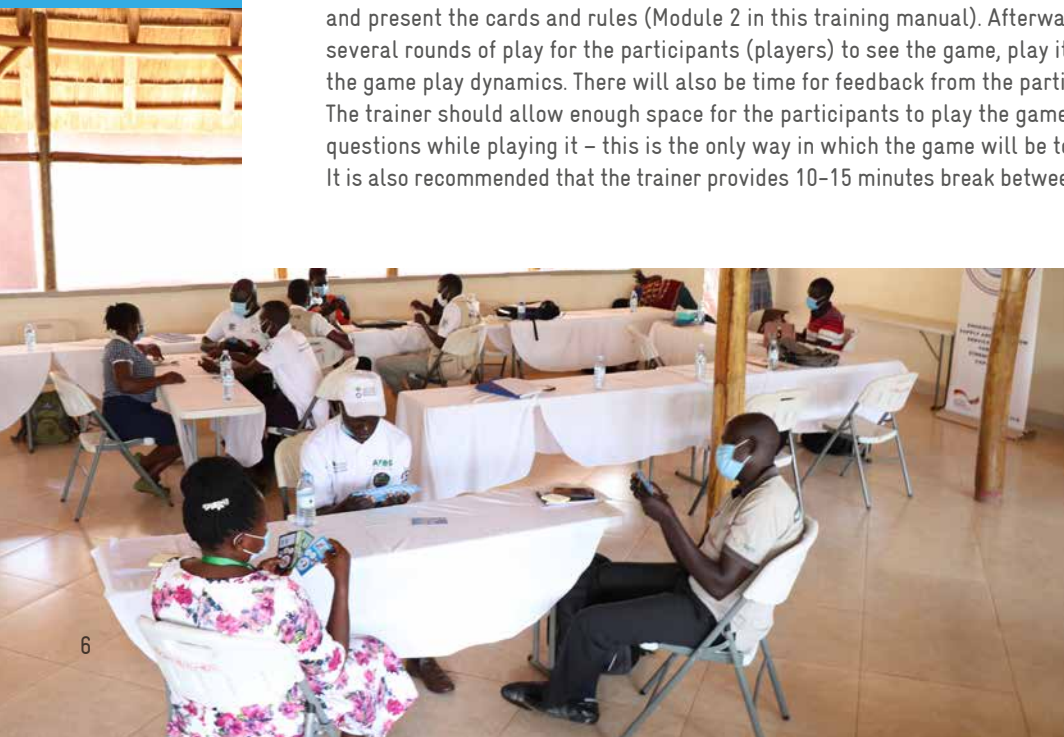 and present the cards and rules (Module 2 in this training manual). Afterwa
several rounds of play for the participants (players) to see the game, play it
the game play dynamics. There will also be time for feedback from the parti
The trainer should allow enough space for the participants to play the game
questions while playing it – this is the only way in which the game will be t
It is also recommended that the trainer provides 10-15 minutes break betwee
6